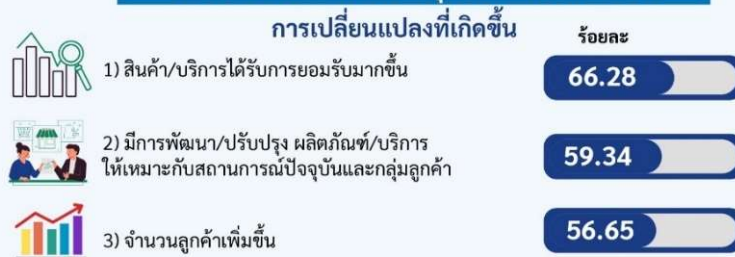 การเปลี่ยนแปลงที่เกิดขึ้น
ร้อยละ
1) สินค้า/บริการได้รับการยอมรับมากขึ้น
66.28
2) มีการพัฒนา/ปรับปรุง ผลิตภัณฑ์/บริการ
ให้เหมาะกับสถานการณ์ปัจจุบันและกลุ่มลูกค้า
59.34
3) จำนวนลูกค้าเพิ่มขึ้น
56.65